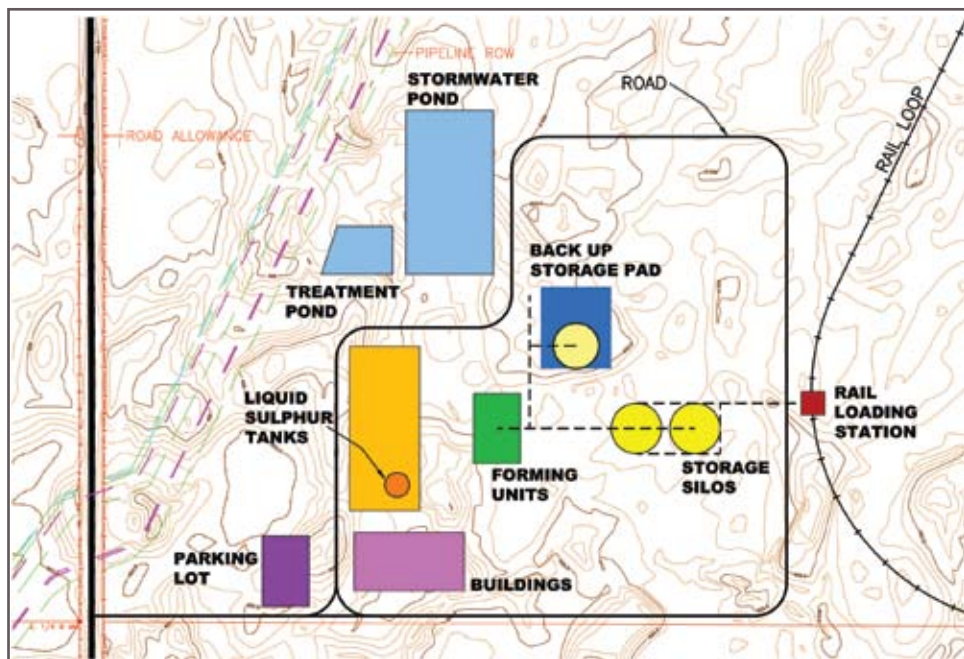 PIPELINE ROW
STORMWATER
POND
ROAD
ROAD ALLOWANCE
RAIL LOOP
BACK UP
STORAGE PAD
TREATMENT
POND
LIQUID
SULPHUR
TANKS
RAIL
LOADING
STATION
FORMING
UNITS
STORAGE
SILOS
PARKING
LOT
BUILDINGS